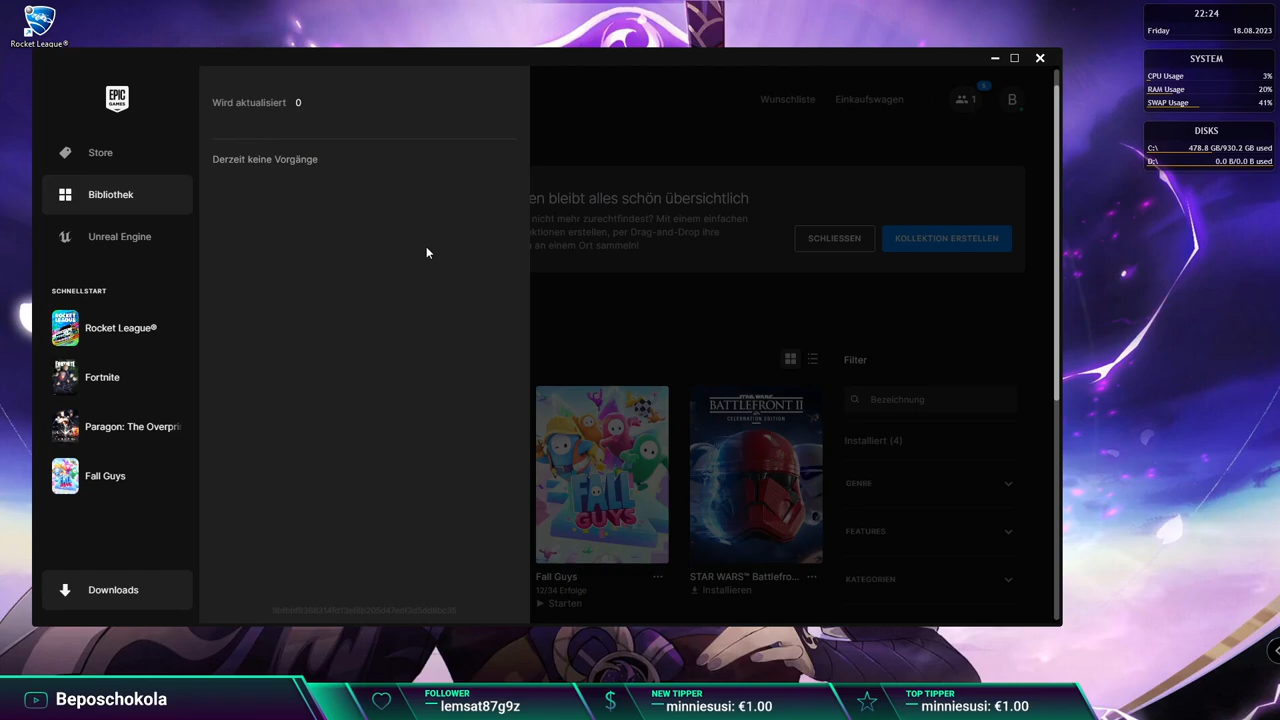 Rocket League®
22:24
Friday 18.08.2023
SYSTEM
CPU Usage 3%
RAM Usage 20%
SWAP Usage 41%
DISKS
C:\ 478.8 GB/930.2 GB used
D:\ 0.0 B/0.0 B used
EPIC
GAMES
Store
Bibliothek
Unreal Engine
SCHNELLSTART
Rocket League®
Fortnite
Paragon: The Overpri
Fall Guys
Downloads
Wird aktualisiert 0
Derzeit keine Vorgänge
Wunschliste Einkaufswagen 1 5 B
en bleibt alles schön übersichtlich
nicht mehr zurechtfindest? Mit einem einfachen
ktionen erstellen, per Drag-and-Drop ihre
an einem Ort sammeln!
SCHLIESSEN KOLLEKTION ERSTELLEN
Filter
Bezeichnung
Installiert (4)
GENRE
FEATURES
KATEGORIEN
FALL
GUYS
STAR WARS
BATTLEFRONT II
CELEBRATION EDITION
Fall Guys ...
12/34 Erfolge
Starten
STAR WARS™ Battlefro... ...
Installieren
Beposchokola
FOLLOWER
lemsat87g9z
NEW TIPPER
minniesusi: €1.00
TOP TIPPER
minniesusi: €1.00